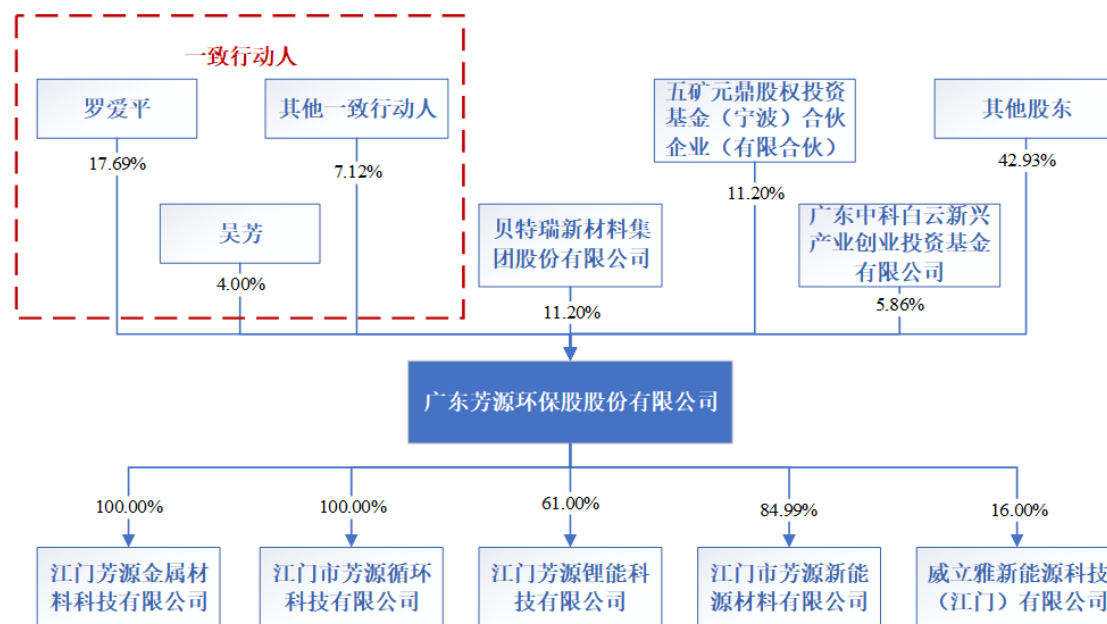 一致行动人
罗爱平
其他一致行动人
五矿元鼎股权投资
基金（宁波）合伙
企业（有限合伙）
其他股东
17.69%
7.12%
11.20%
42.93%
吴芳
贝特瑞新材料集
团股份有限公司
广东中科白云新兴
产业创业投资基金
有限公司
4.00%
11.20%
5.86%
广东芳源环保股股份有限公司
100.00%
100.00%
61.00%
84.99%
16.00%
江门芳源金属材
料科技有限公司
江门市芳源循环
科技有限公司
江门芳源锂能科
技有限公司
江门市芳源新能
源材料有限公司
威立雅新能源科技
（江门）有限公司